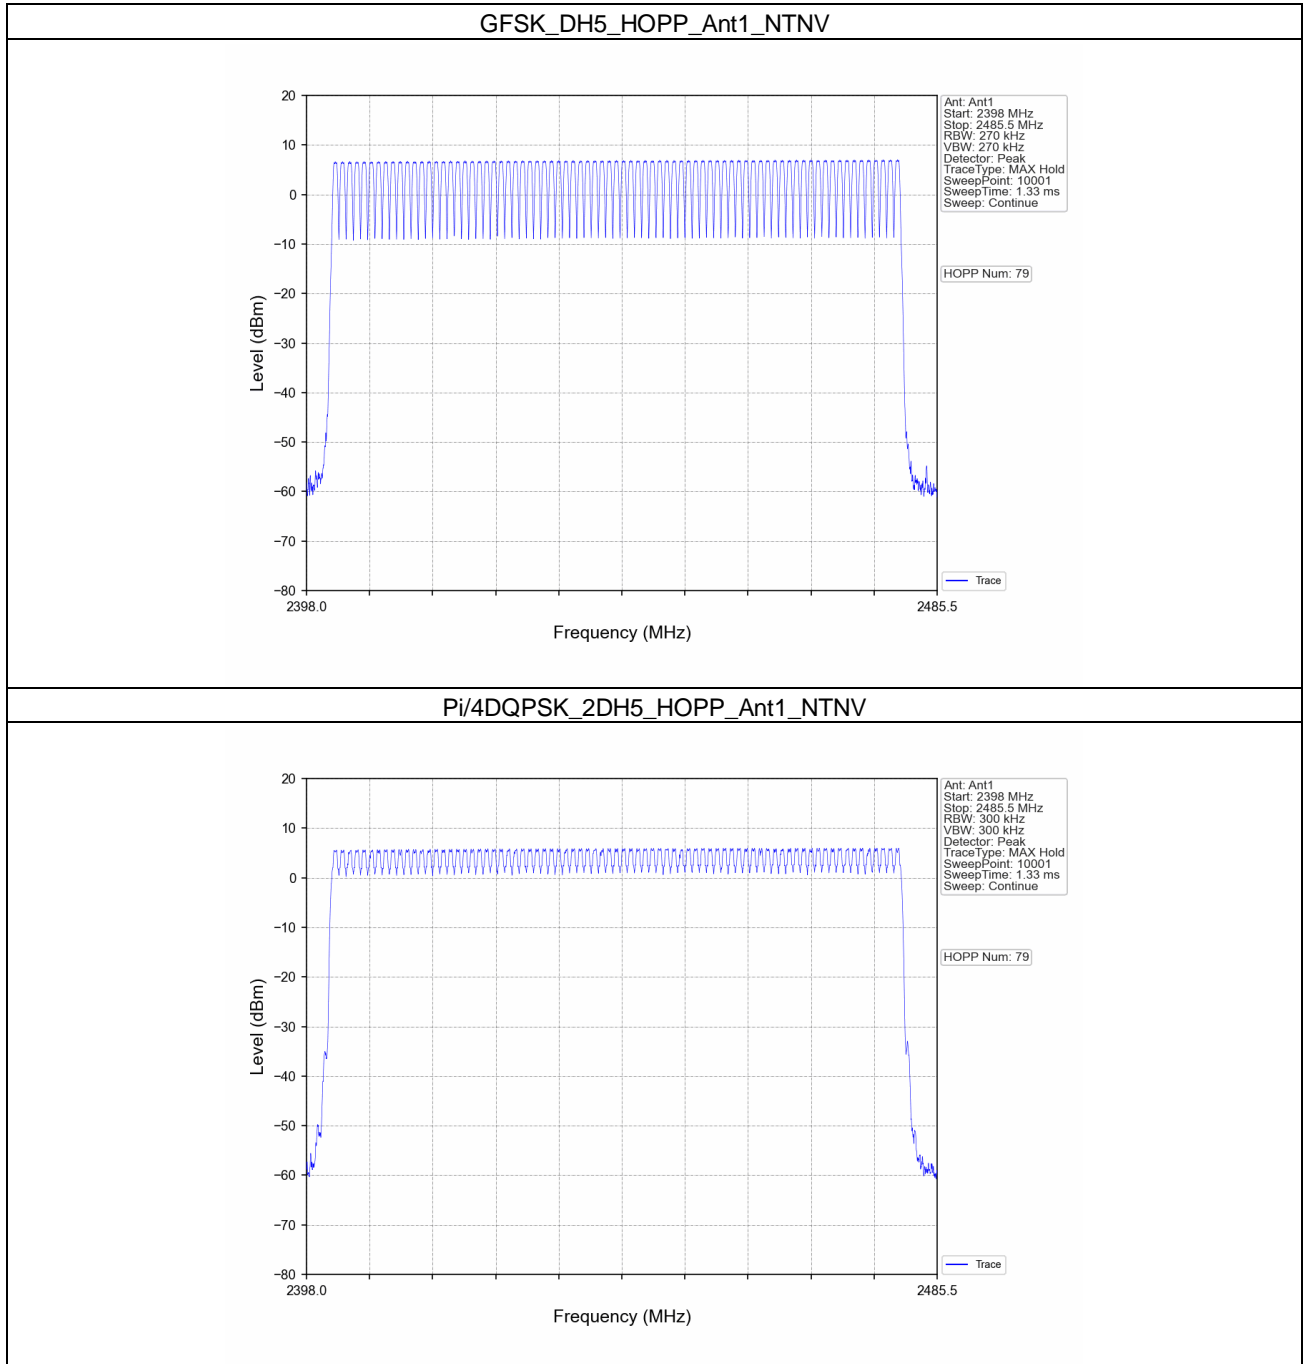 GFSK_DH5_HOPP_Ant1_NTNV
20
10
0
−10
−20
−30
−40
−50
−60
−70
−80
Level (dBm)
2398.0
2485.5
Frequency (MHz)
Ant: Ant1
Start: 2398 MHz
Stop: 2485.5 MHz
RBW: 270 kHz
VBW: 270 kHz
Detector: Peak
TraceType: MAX Hold
SweepPoint: 10001
SweepTime: 1.33 ms
Sweep: Continue
HOPP Num: 79
Trace
Pi/4DQPSK_2DH5_HOPP_Ant1_NTNV
20
10
0
−10
−20
−30
−40
−50
−60
−70
−80
Level (dBm)
2398.0
2485.5
Frequency (MHz)
Ant: Ant1
Start: 2398 MHz
Stop: 2485.5 MHz
RBW: 300 kHz
VBW: 300 kHz
Detector: Peak
TraceType: MAX Hold
SweepPoint: 10001
SweepTime: 1.33 ms
Sweep: Continue
HOPP Num: 79
Trace